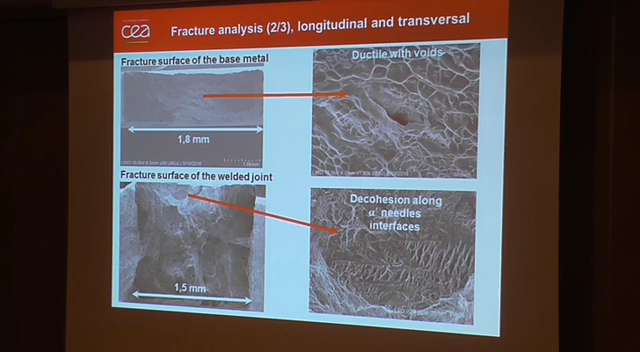 cea
Fracture analysis (2/3), longitudinal and transversal
Fracture surface of the base metal
Ductile with voids
1,8 mm
Fracture surface of the welded joint
Decohesion along
α' needles
interfaces
1,5 mm